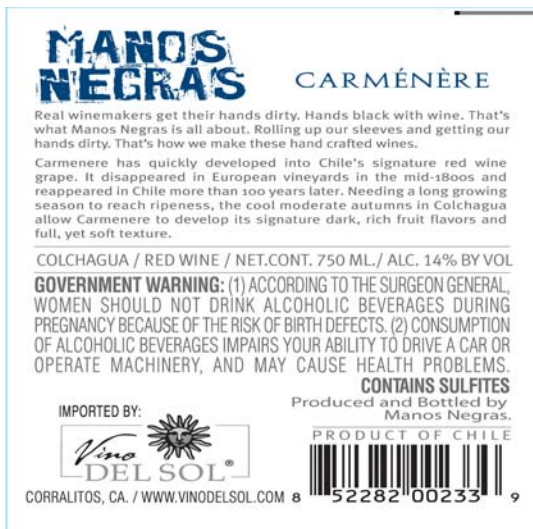 MANOS
NEGRAS
CARMÉNÈRE
Real winemakers get their hands dirty. Hands black with wine. That's
what Manos Negras is all about. Rolling up our sleeves and getting our
hands dirty. That's how we make these hand crafted wines.
Carmenere has quickly developed into Chile's signature red wine
grape. It disappeared in European vineyards in the mid-1800s and
reappeared in Chile more than 100 years later. Needing a long growing
season to reach ripeness, the cool moderate autumns in Colchagua
allow Carmenere to develop its signature dark, rich fruit flavors and
full, yet soft texture.
COLCHAGUA / RED WINE / NET.CONT. 750 ML./ ALC. 14% BY VOL
GOVERNMENT WARNING: (1) ACCORDING TO THE SURGEON GENERAL,
WOMEN SHOULD NOT DRINK ALCOHOLIC BEVERAGES DURING
PREGNANCY BECAUSE OF THE RISK OF BIRTH DEFECTS. (2) CONSUMPTION
OF ALCOHOLIC BEVERAGES IMPAIRS YOUR ABILITY TO DRIVE A CAR OR
OPERATE MACHINERY, AND MAY CAUSE HEALTH PROBLEMS.
CONTAINS SULFITES
Produced and Bottled by
Manos Negras.
PRODUCT OF CHILE
IMPORTED BY:
Vino
DEL SOL®
CORRALITOS, CA. / WWW.VINODELSOL.COM
8 52282 00233 9